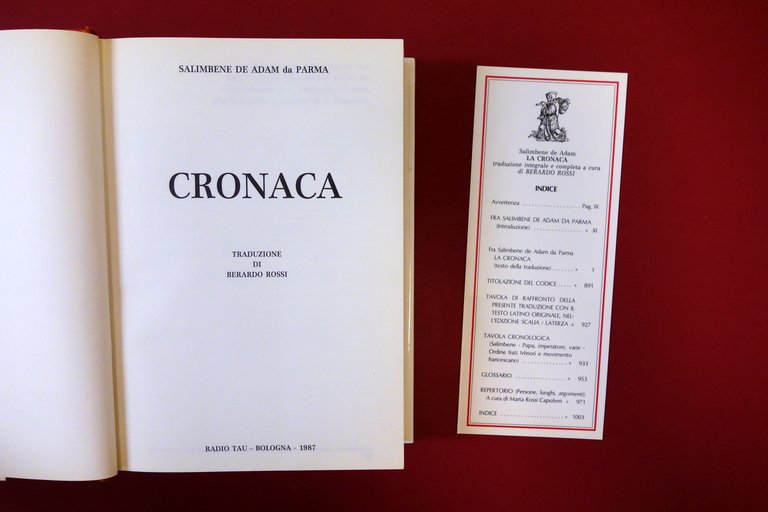 SALIMBENE DE ADAM da PARMA
CRONACA
TRADUZIONE
DI
BERARDO ROSSI
RADIO TAU - BOLOGNA - 1987
Salimbene de Adam
LA CRONACA
traduzione integrale e completa a cura
di BERARDO ROSSI
INDICE
Avvertenza . . . . . . . . . . . . . . . . . . . Pag. IX
FRA SALIMBENE DE ADAM DA PARMA
(Introduzione) . . . . . . . . . . . . . . . . » XI
Fra Salimbene de Adam da Parma
LA CRONACA
(testo della traduzione) . . . . . . . » 1
TITOLAZIONE DEL CODICE . . . . . » 891
TAVOLA DI RAFFRONTO DELLA
PRESENTE TRADUZIONE CON IL
TESTO LATINO ORIGINALE, NEL-
L'EDIZIONE SCALIA / LATERZA » 927
TAVOLA CRONOLOGICA
(Salimbene - Papa, imperatore, varie -
Ordine frati Minori e movimento
francescano) . . . . . . . . . . . . . . . » 933
GLOSSARIO . . . . . . . . . . . . . . . . . » 953
REPERTORIO (Persone, luoghi, argomenti)
A cura di Marta Rossi Capoferri » 971
INDICE . . . . . . . . . . . . . . . . . . . . . » 1003